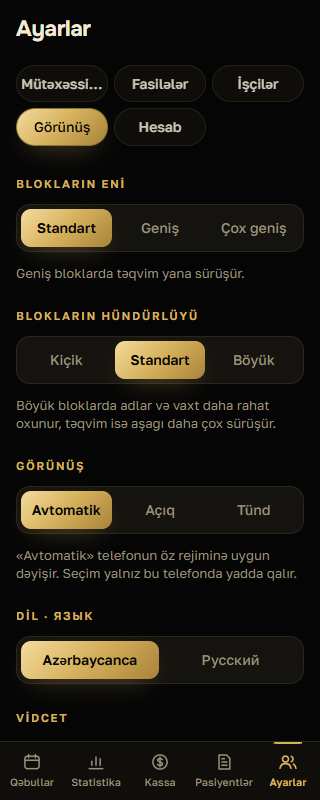 Ayarlar
Mütəxəssi...
Fasilələr
İşçilər
Görünüş
Hesab
BLOKLARIN ENİ
Standart
Geniş
Çox geniş
Geniş bloklarda təqvim yana sürüşür.
BLOKLARIN HÜNDÜRLÜYÜ
Kiçik
Standart
Böyük
Böyük bloklarda adlar və vaxt daha rahat
oxunur, təqvim isə aşağı daha çox sürüşür.
GÖRÜNÜŞ
Avtomatik
Açıq
Tünd
«Avtomatik» telefonun öz rejiminə uyğun
dəyişir. Seçim yalnız bu telefonda yadda qalır.
DİL · ЯЗЫК
Azərbaycanca
Русский
VİDCET
Qəbullar
Statistika
Kassa
Pasiyentlər
Ayarlar